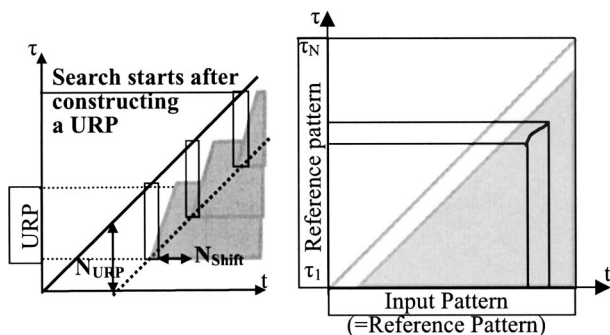 τ
Search starts after
constructing
a URP
URP
N_URP
N_Shift
t
τ
τ_N
Reference pattern
τ_1
t
Input Pattern
(=Reference Pattern)